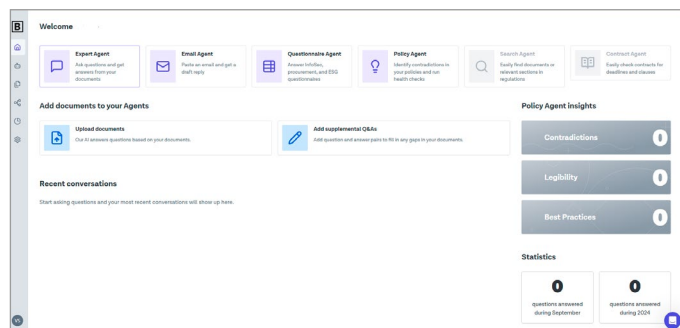 B
Welcome
Expert Agent
Ask questions and get
answers from your
documents
Email Agent
Paste an email and get a
draft reply
Questionnaire Agent
Answer InfoSec,
procurement, and ESG
questionnaires
Policy Agent
Identify contradictions in
your policies and run
health checks
Search Agent
Easily find documents or
relevant sections in
regulations
Contract Agent
Easily check contracts for
deadlines and clauses
Add documents to your Agents
Upload documents
Our AI answers questions based on your documents.
Add supplemental Q&As
Add question and answer pairs to fill in any gaps in your documents.
Recent conversations
Start asking questions and your most recent conversations will show up here.
Policy Agent insights
Contradictions 0
Legibility 0
Best Practices 0
Statistics
0
questions answered
during September
0
questions answered
during 2024